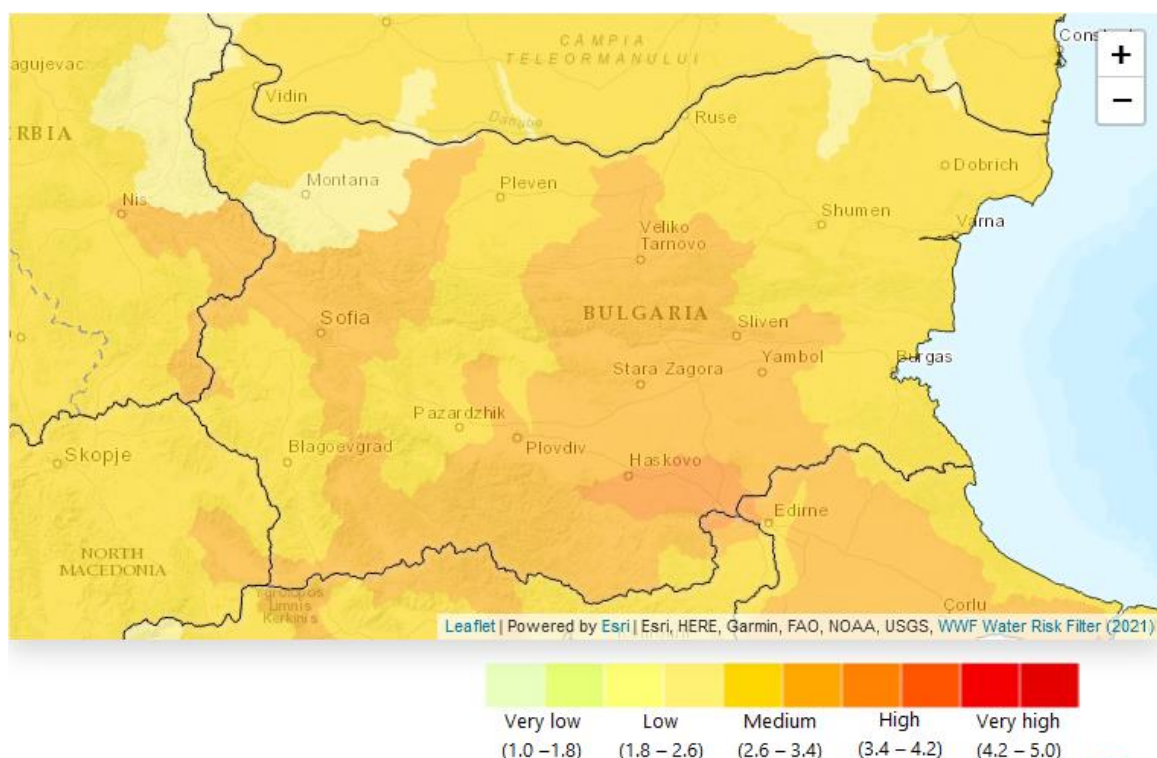 CAMPIA
TELEORMANULUI
+
−
Vidin
Danube
Ruse
ERBIA
Montana
Pleven
Dobrich
Nis
Shumen
Varna
Veliko
Tarnovo
BULGARIA
Sofia
Sliven
Stara Zagora
Yambol
Burgas
Pazardzhik
Plovdiv
Skopje
Blagoevgrad
Haskovo
Edirne
NORTH
MACEDONIA
Limnis
Kerkinis
Çorlu
Leaflet | Powered by Esri | Esri, HERE, Garmin, FAO, NOAA, USGS, WWF Water Risk Filter (2021)
Very low Low Medium High Very high
(1.0 –1.8) (1.8 – 2.6) (2.6 – 3.4) (3.4 – 4.2) (4.2 – 5.0)